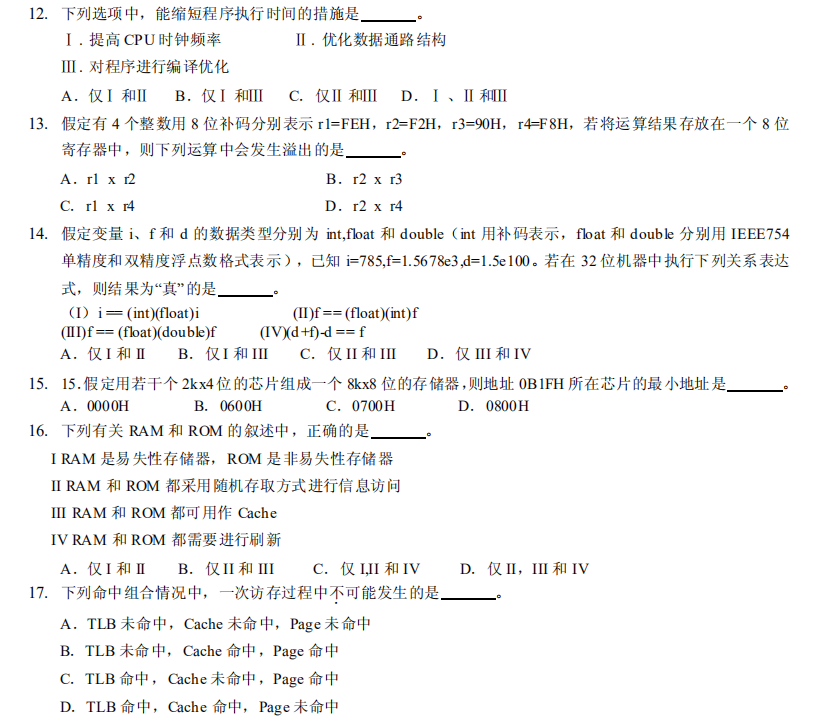 12. 下列选项中，能缩短程序执行时间的措施是______。
Ⅰ．提高 CPU 时钟频率 Ⅱ．优化数据通路结构
Ⅲ．对程序进行编译优化
A．仅Ⅰ 和Ⅱ B．仅Ⅰ 和Ⅲ C．仅Ⅱ 和Ⅲ D．Ⅰ 、Ⅱ 和Ⅲ
13. 假定有 4 个整数用 8 位补码分别表示 r1=FEH，r2=F2H，r3=90H，r4=F8H，若将运算结果存放在一个 8 位
寄存器中，则下列运算中会发生溢出的是______。
A．r1 x r2 B．r2 x r3
C．r1 x r4 D．r2 x r4
14. 假定变量 i、f 和 d 的数据类型分别为 int,float 和 double（int 用补码表示，float 和 double 分别用 IEEE754
单精度和双精度浮点数格式表示），已知 i=785,f=1.5678e3,d=1.5e100。若在 32 位机器中执行下列关系表达
式，则结果为“真”的是______。
（I）i == (int)(float)i (II)f == (float)(int)f
(III)f == (float)(double)f (IV)(d+f)-d == f
A．仅 I 和 II B．仅 I 和 III C．仅 II 和 III D．仅 III 和 IV
15. 15.假定用若干个 2kx4 位的芯片组成一个 8kx8 位的存储器,则地址 0B1FH 所在芯片的最小地址是______。
A．0000H B．0600H C．0700H D．0800H
16. 下列有关 RAM 和 ROM 的叙述中，正确的是______。
I RAM 是易失性存储器，ROM 是非易失性存储器
II RAM 和 ROM 都采用随机存取方式进行信息访问
III RAM 和 ROM 都可用作 Cache
IV RAM 和 ROM 都需要进行刷新
A．仅 I 和 II B．仅 II 和 III C．仅 I,II 和 IV D．仅 II，III 和 IV
17. 下列命中组合情况中，一次访存过程中不可能发生的是______。
A．TLB 未命中，Cache 未命中，Page 未命中
B．TLB 未命中，Cache 命中，Page 命中
C．TLB 命中，Cache 未命中，Page 命中
D．TLB 命中，Cache 命中，Page 未命中